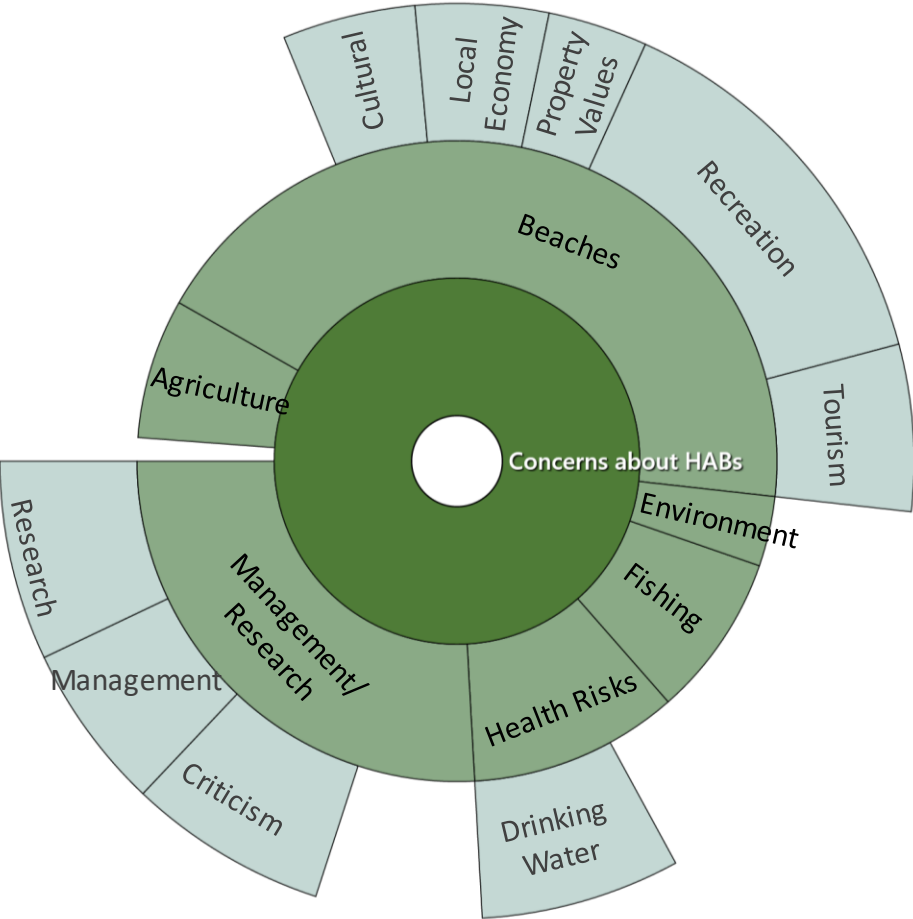 Cultural
Local
Economy
Property
Values
Recreation
Tourism
Beaches
Agriculture
Concerns about HABs
Environment
Fishing
Health Risks
Drinking
Water
Management/
Research
Research
Management
Criticism